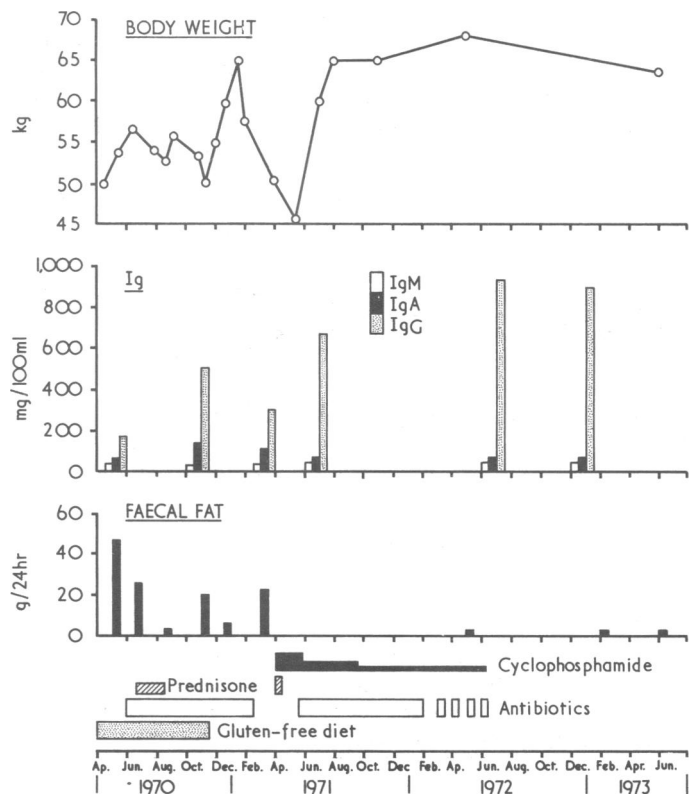 BODY WEIGHT
70
65
60
55
50
45
kg
Ig
1,000
800
600
400
200
0
mg/100ml
IgM
IgA
IgG
FAECAL FAT
60
40
20
0
g/24hr
Cyclophosphamide
Prednisone
Antibiotics
Gluten-free diet
Ap. Jun. Aug. Oct. Dec. Feb. Ap. Jun. Aug. Oct. Dec Feb. Ap. Jun. Aug. Oct. Dec. Feb. Apr. Jun.
1970 1971 1972 1973